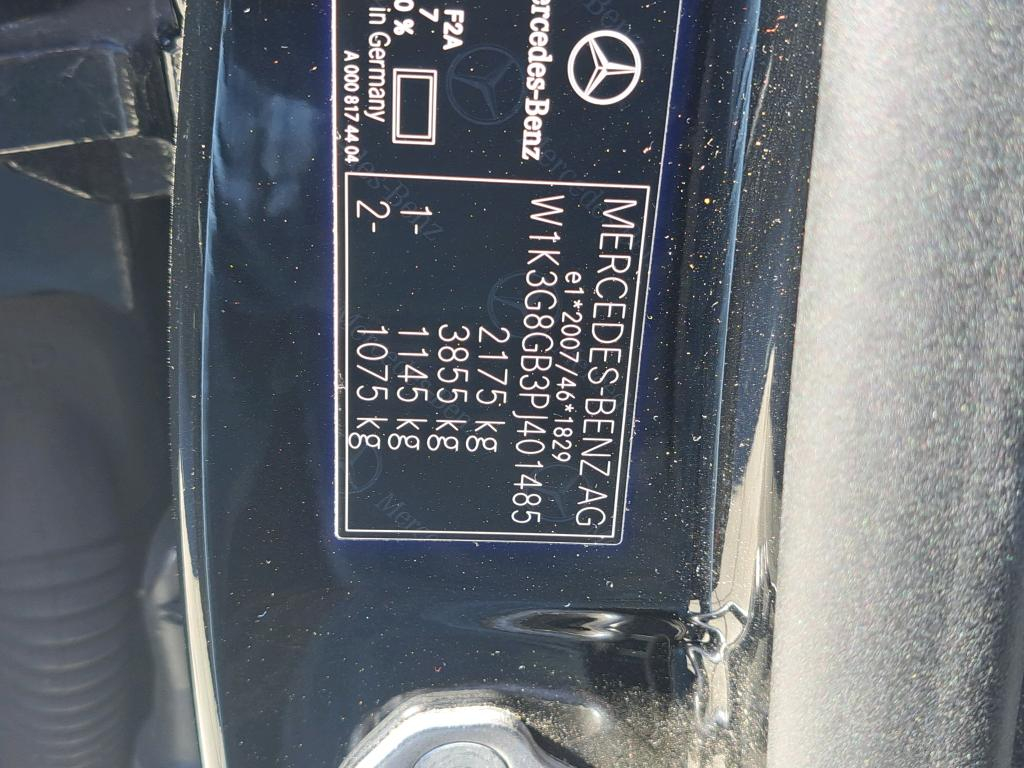 Mercedes-Benz
F2A
7
0 %
in Germany
A 000 817 44 04
MERCEDES-BENZ AG
e1*2007/46*1829
W1K3G8GB3PJ401485
2175 kg
3855 kg
1- 1145 kg
2- 1075 kg